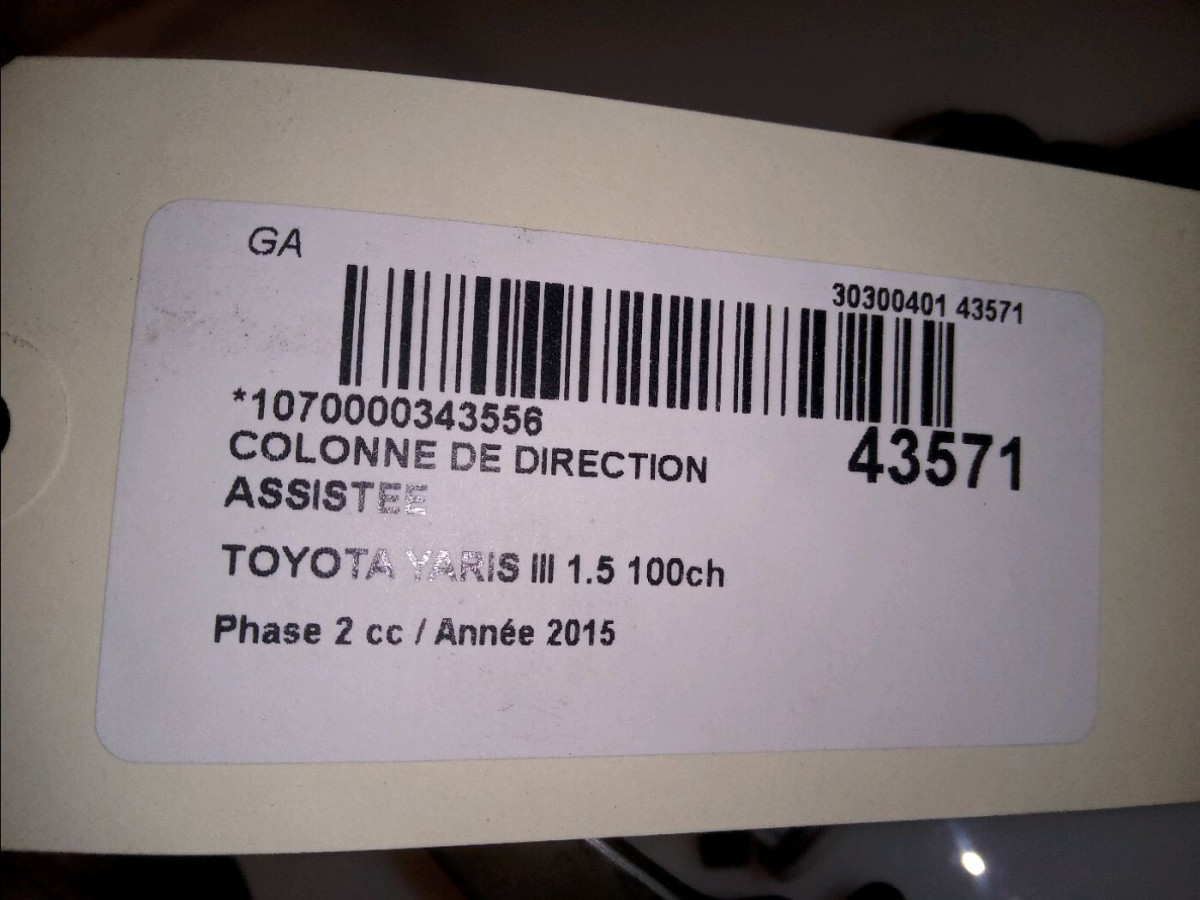 GA
30300401 43571
*1070000343556
43571
COLONNE DE DIRECTION
ASSISTEE
TOYOTA YARIS III 1.5 100ch
Phase 2 cc / Année 2015